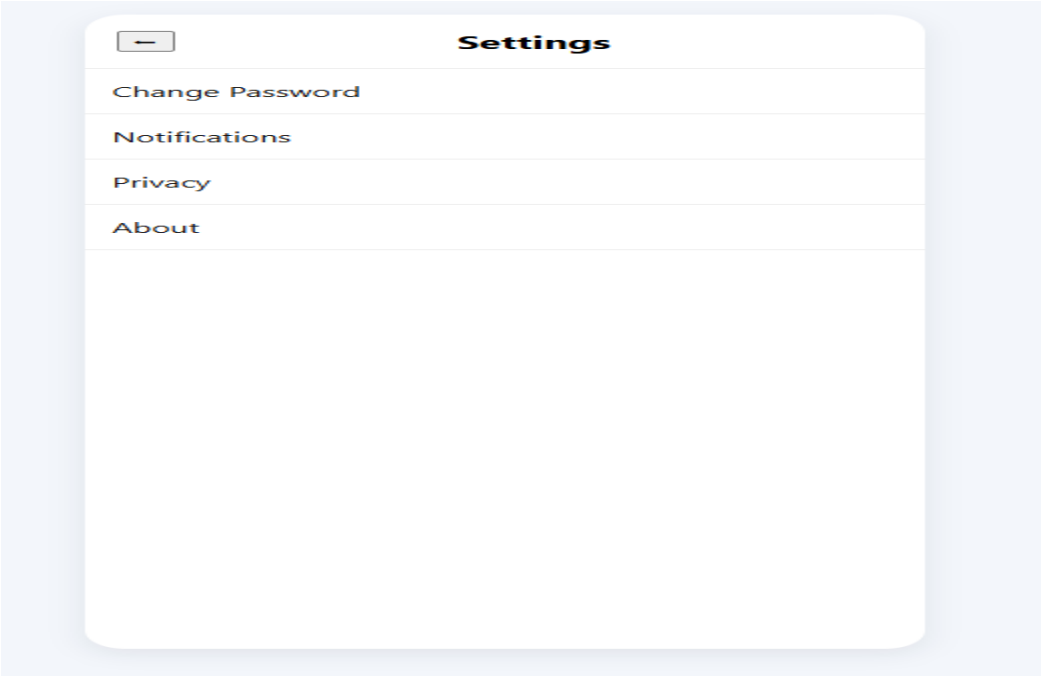 ← Settings
Change Password
Notifications
Privacy
About